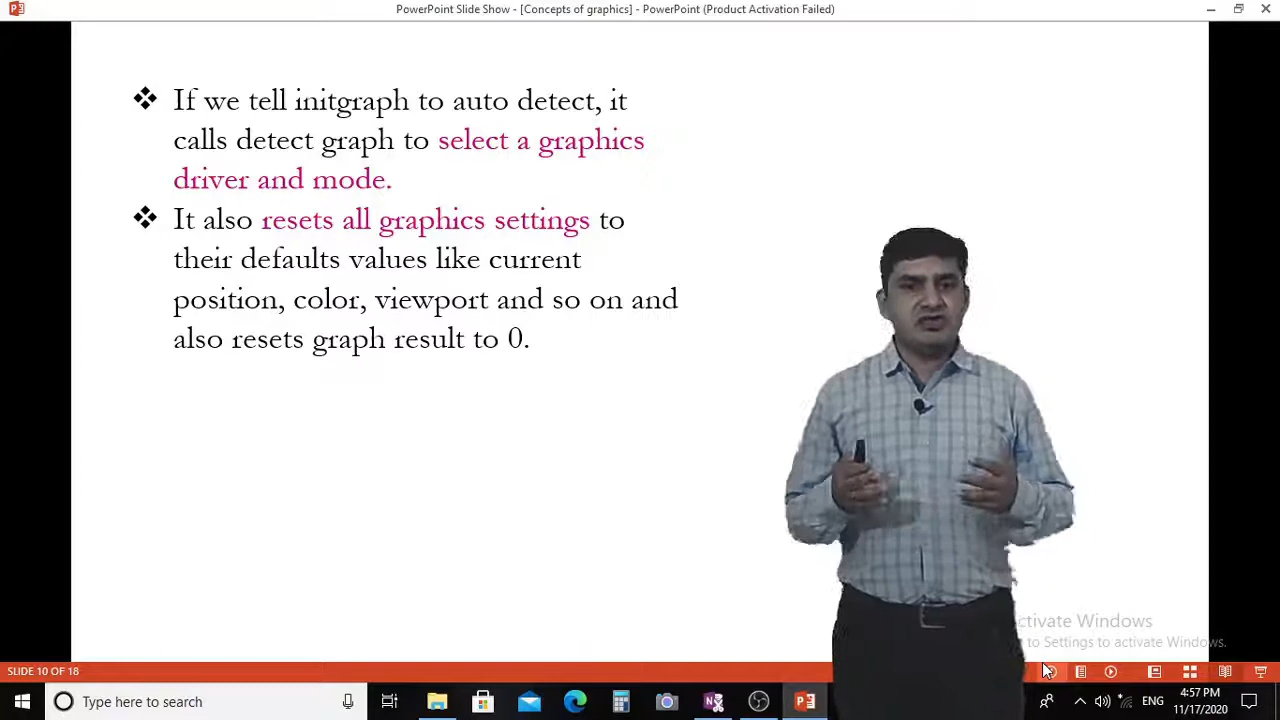 PowerPoint Slide Show - [Concepts of graphics] - PowerPoint (Product Activation Failed)
❖ If we tell initgraph to auto detect, it
calls detect graph to select a graphics
driver and mode.
❖ It also resets all graphics settings to
their defaults values like current
position, color, viewport and so on and
also resets graph result to 0.
ctivate Windows
to Settings to activate Windows.
SLIDE 10 OF 18
Type here to search
ENG
4:57 PM
11/17/2020